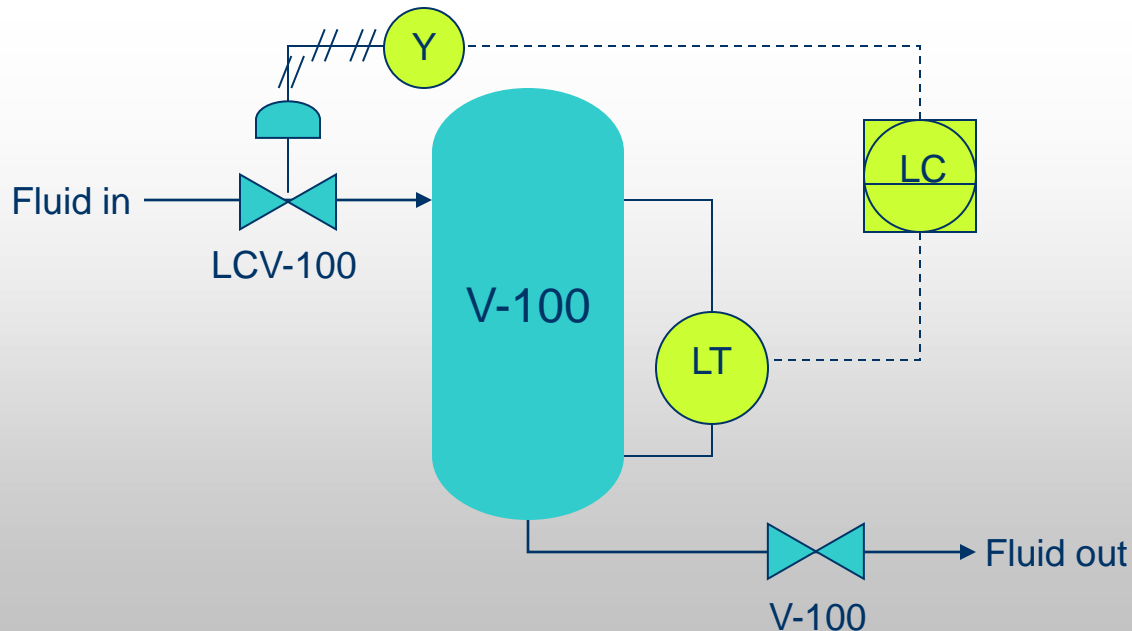 Y
LC
Fluid in
LCV-100
V-100
LT
Fluid out
V-100